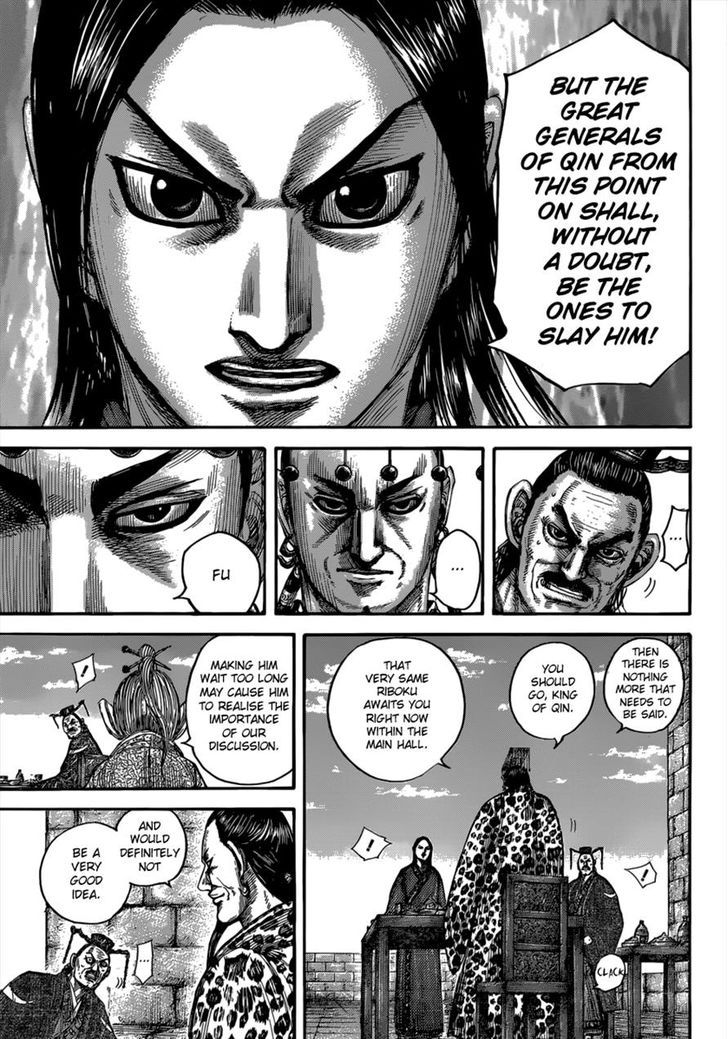 BUT THE
GREAT
GENERALS
OF QIN FROM
THIS POINT
ON SHALL,
WITHOUT
A DOUBT,
BE THE
ONES TO
SLAY HIM!
...
...
FU
THEN
THERE IS
NOTHING
MORE THAT
NEEDS TO
BE SAID.
YOU
SHOULD
GO, KING
OF QIN.
THAT
VERY SAME
RIBOKU
AWAITS YOU
RIGHT NOW
WITHIN THE
MAIN HALL.
!
!
CLACK
MAKING HIM
WAIT TOO LONG
MAY CAUSE HIM
TO REALISE THE
IMPORTANCE
OF OUR
DISCUSSION.
!
AND
WOULD
DEFINITELY
NOT
BE A
VERY
GOOD
IDEA.
...